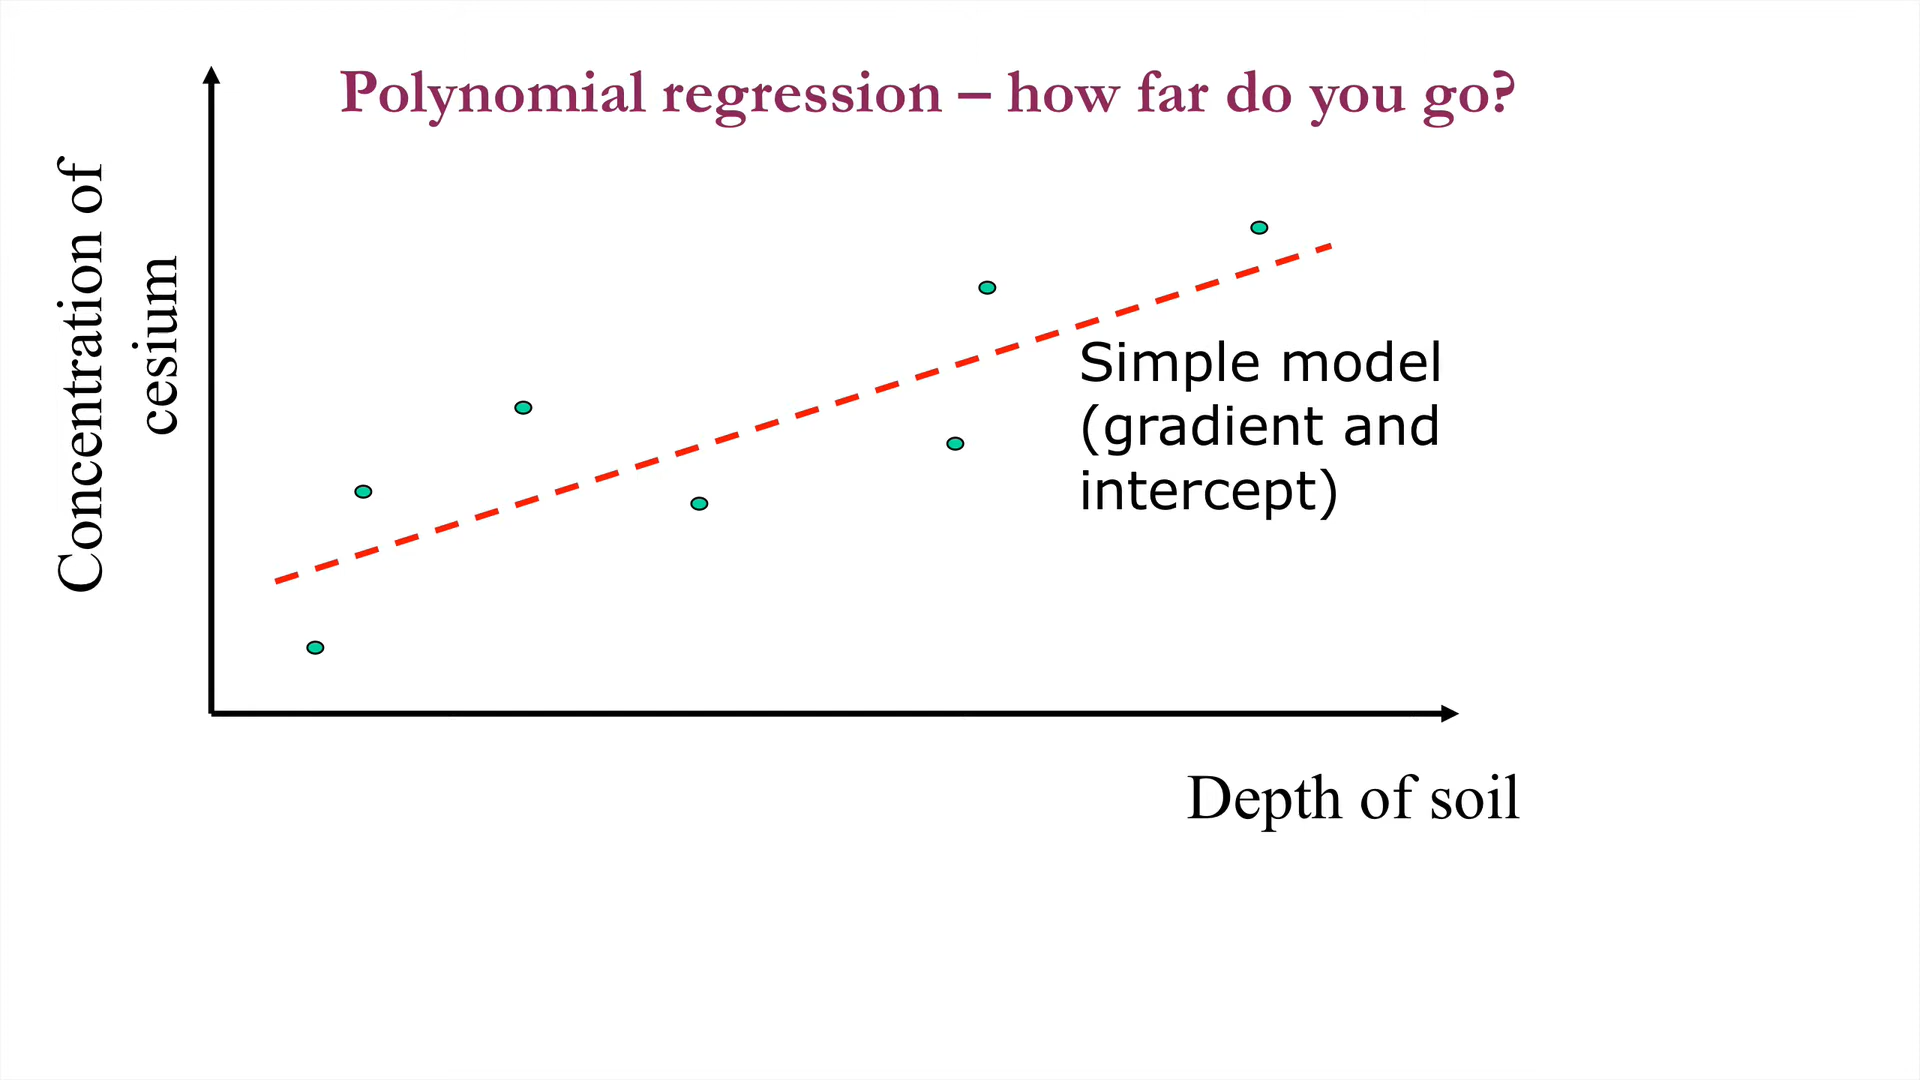 Polynomial regression – how far do you go?
Concentration of
cesium
Simple model
(gradient and
intercept)
Depth of soil